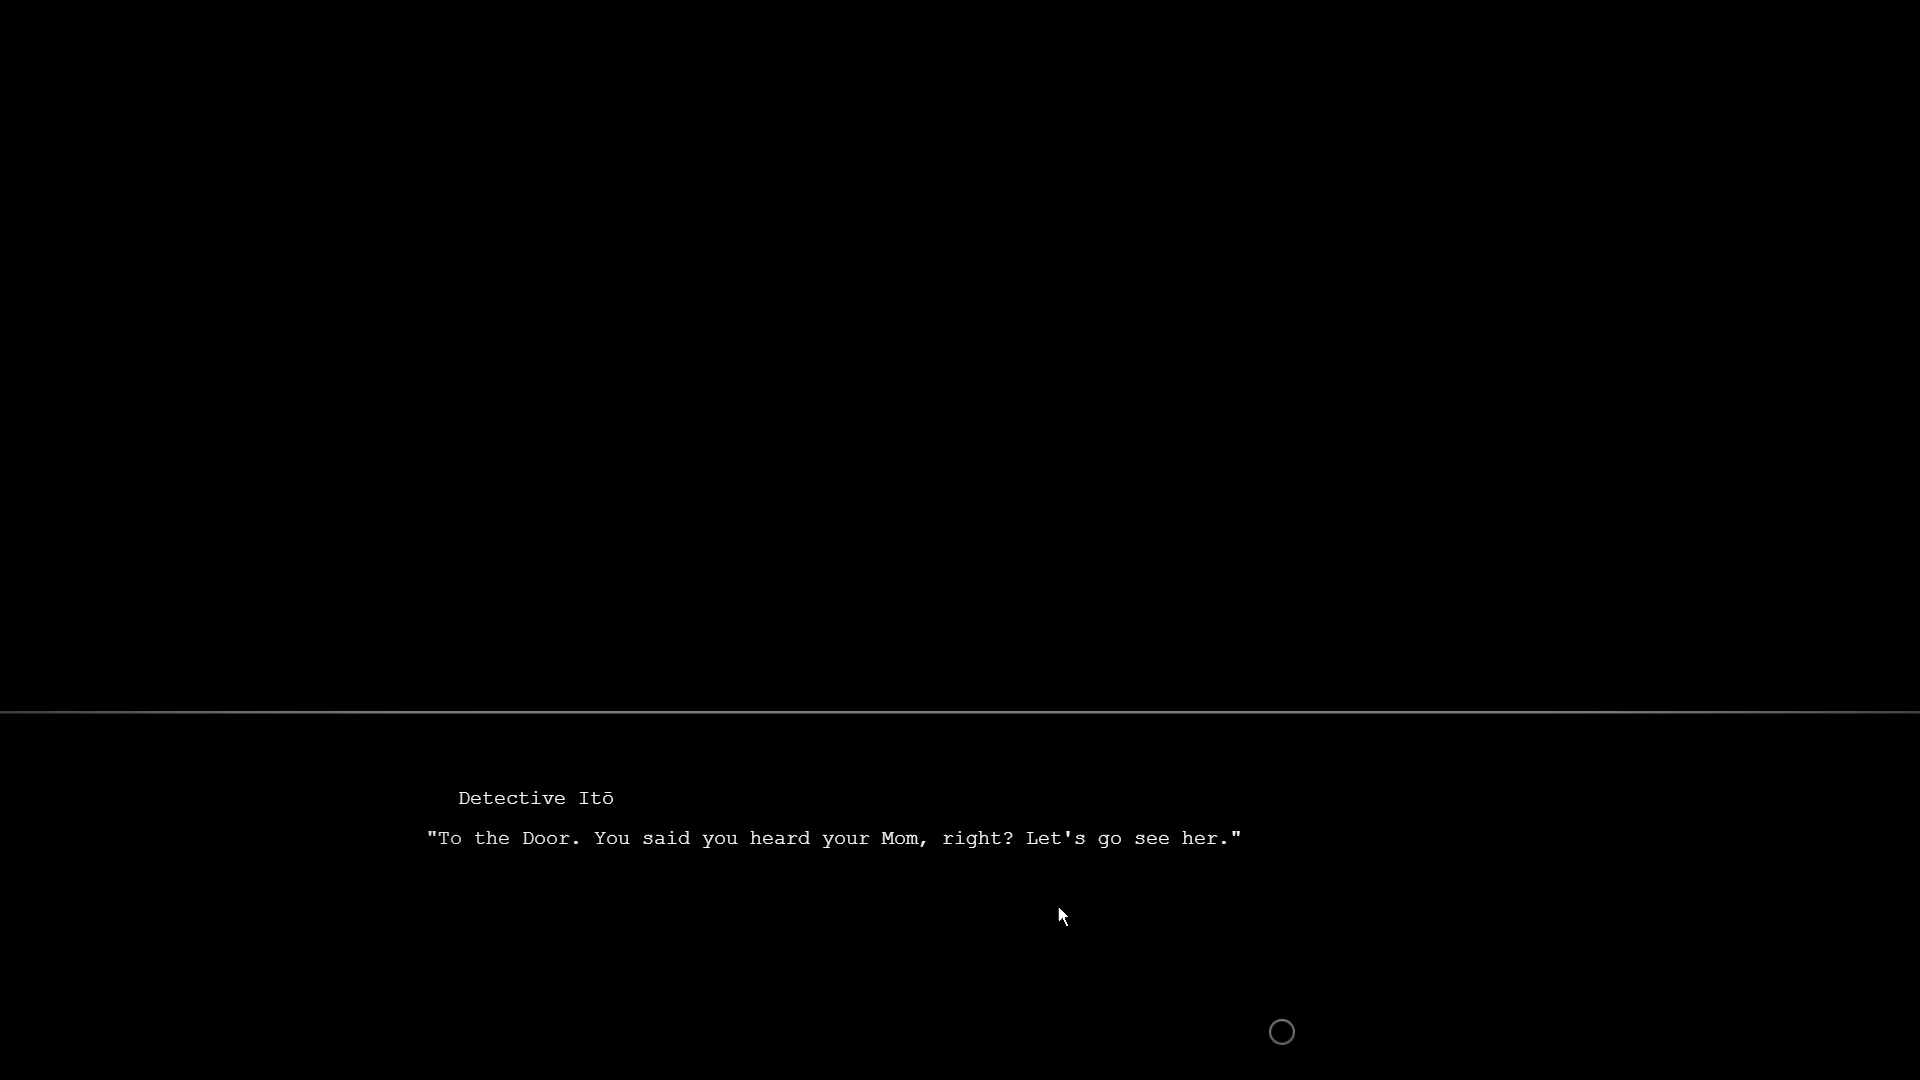 Detective Itō
"To the Door. You said you heard your Mom, right? Let's go see her."